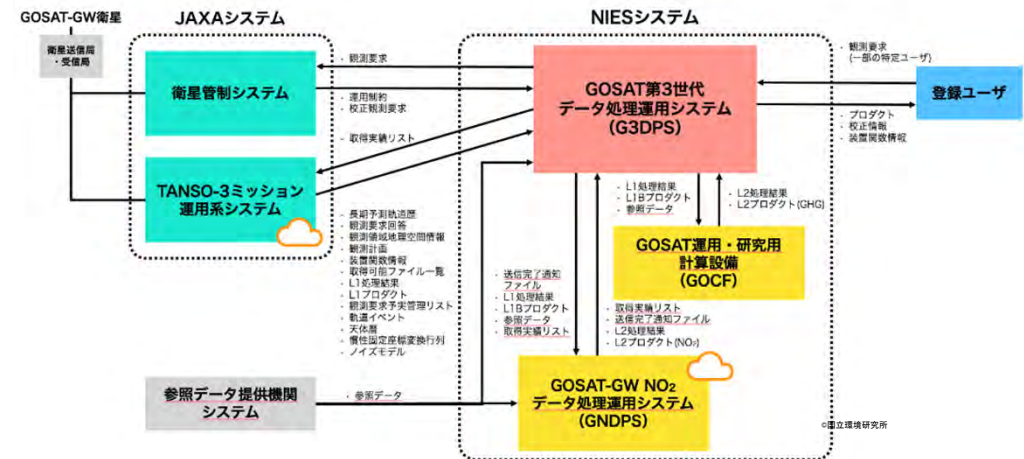 GOSAT-GW衛星
JAXAシステム
NIESシステム
衛星送信局
・受信局
衛星管制システム
TANSO-3ミッション
運用系システム
- 観測要求
- 運用制約
- 校正観測要求
- 取得実績リスト
- 長期予測軌道歴
- 観測要求回答
- 観測領域地理空間情報
- 観測計画
- 装置関数情報
- 取得可能ファイル一覧
- L1処理結果
- L1プロダクト
- 観測要求予実管理リスト
- 軌道イベント
- 天体暦
- 慣性固定座標変換行列
- ノイズモデル
GOSAT第3世代
データ処理運用システム
(G3DPS)
- 観測要求
(一部の特定ユーザ)
登録ユーザ
- プロダクト
- 校正情報
- 装置関数情報
- L1処理結果
- L1Bプロダクト
- 参照データ
- L2処理結果
- L2プロダクト(GHG)
GOSAT運用・研究用
計算設備
(GOCF)
- 送信完了通知
ファイル
- L1処理結果
- L1Bプロダクト
- 参照データ
- 取得実績リスト
- 取得実績リスト
- 送信完了通知ファイル
- L2処理結果
- L2プロダクト(NO₂)
GOSAT-GW NO₂
データ処理運用システム
(GNDPS)
参照データ提供機関
システム
- 参照データ
©国立環境研究所